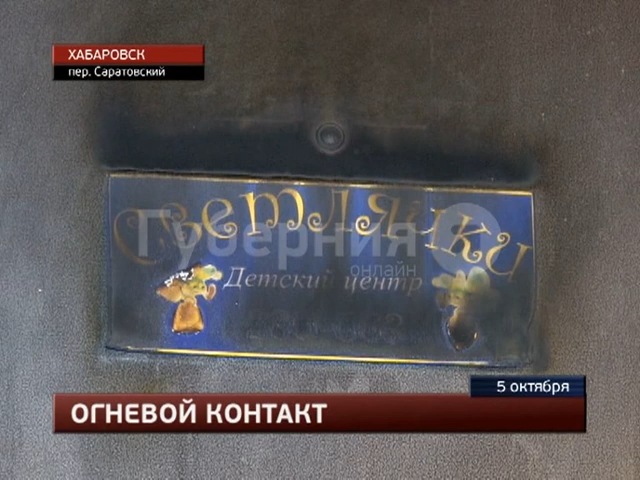 ХАБАРОВСК
пер. Саратовский
Светлячки
Губерния
онлайн
Детский центр
5 октября
ОГНЕВОЙ КОНТАКТ